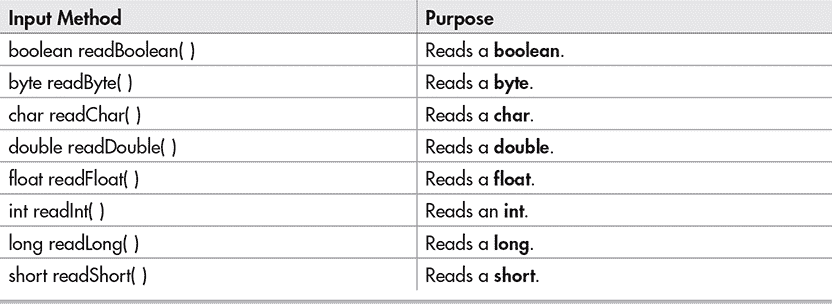 Input Method Purpose
boolean readBoolean( ) Reads a boolean.
byte readByte( ) Reads a byte.
char readChar( ) Reads a char.
double readDouble( ) Reads a double.
float readFloat( ) Reads a float.
int readInt( ) Reads an int.
long readLong( ) Reads a long.
short readShort( ) Reads a short.